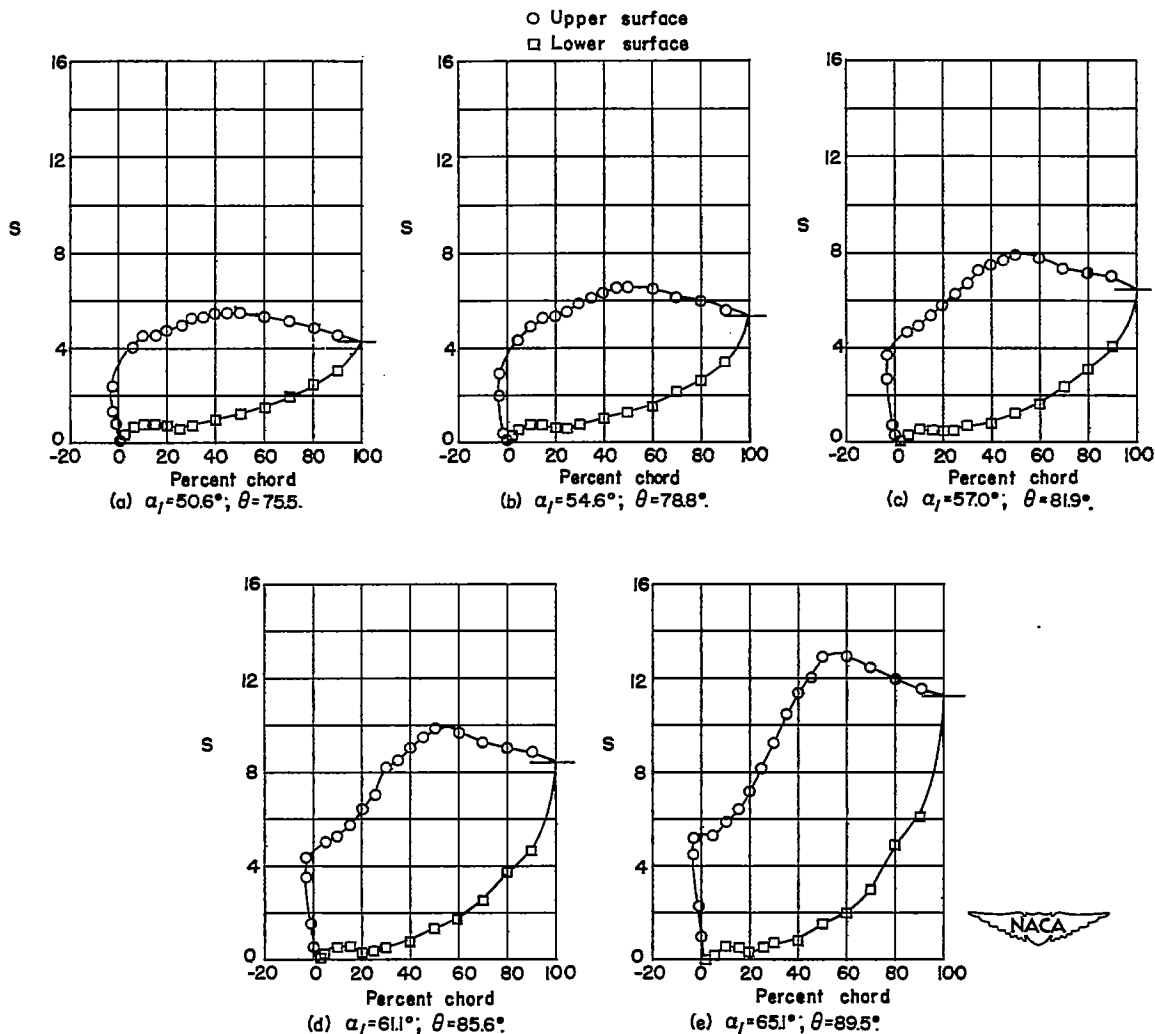 ○ Upper surface
□ Lower surface
16
12
8
4
0
S
-20 0 20 40 60 80 100
Percent chord
(a) α₁=50.6°; θ=75.5.
16
12
8
4
0
S
-20 0 20 40 60 80 100
Percent chord
(b) α₁=54.6°; θ=78.8°.
16
12
8
4
0
S
-20 0 20 40 60 80 100
Percent chord
(c) α₁=57.0°; θ=81.9°.
16
12
8
4
0
S
-20 0 20 40 60 80 100
Percent chord
(d) α₁=61.1°; θ=85.6°.
16
12
8
4
0
S
-20 0 20 40 60 80 100
Percent chord
(e) α₁=65.1°; θ=89.5°.
NACA